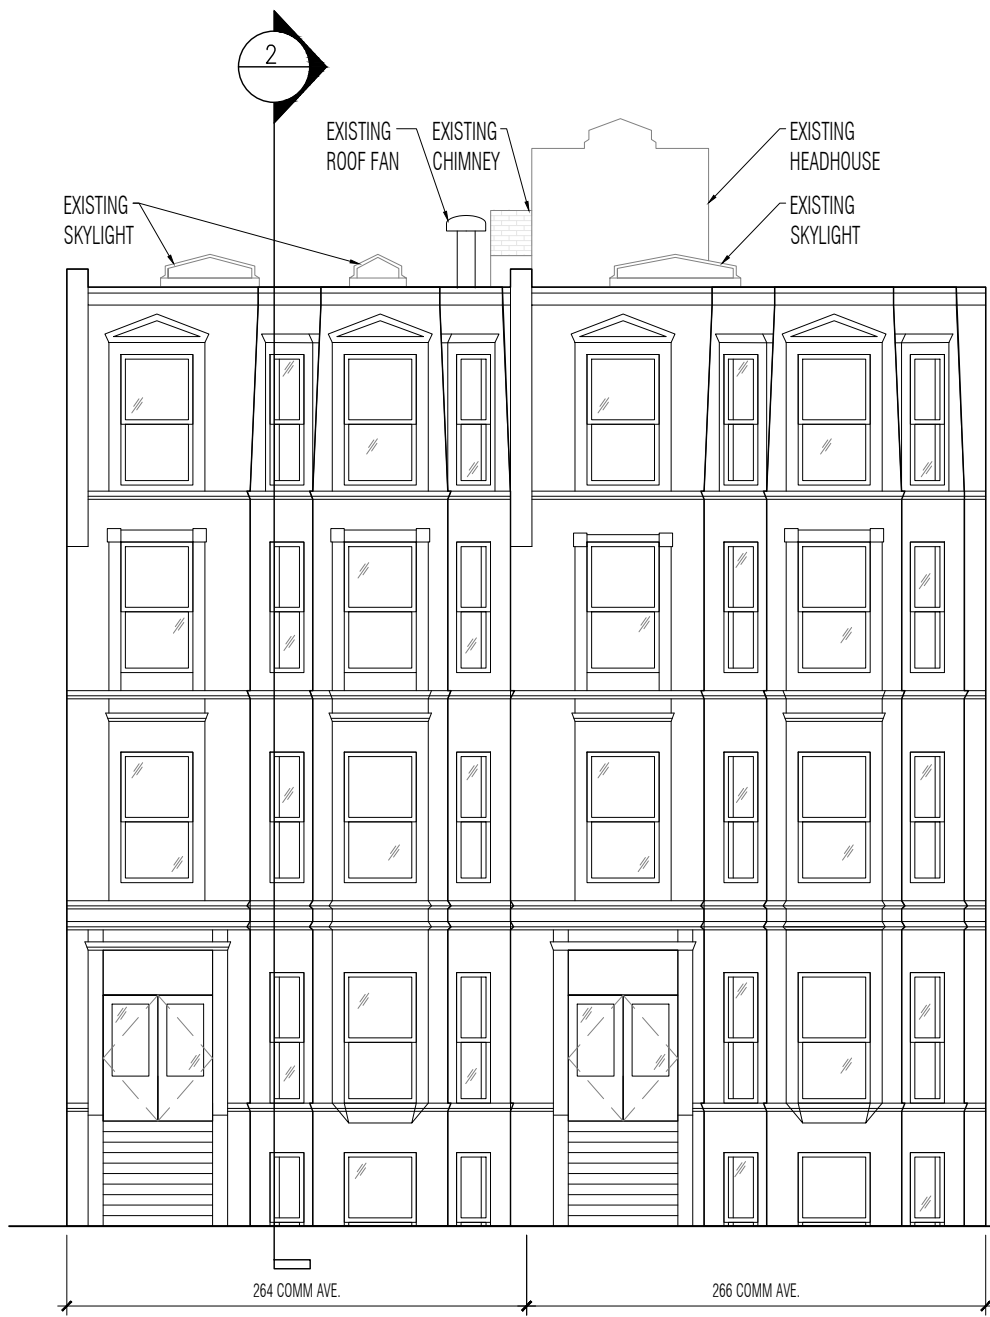 2
EXISTING
ROOF FAN
EXISTING
CHIMNEY
EXISTING
HEADHOUSE
EXISTING
SKYLIGHT
EXISTING
SKYLIGHT
264 COMM AVE.
266 COMM AVE.